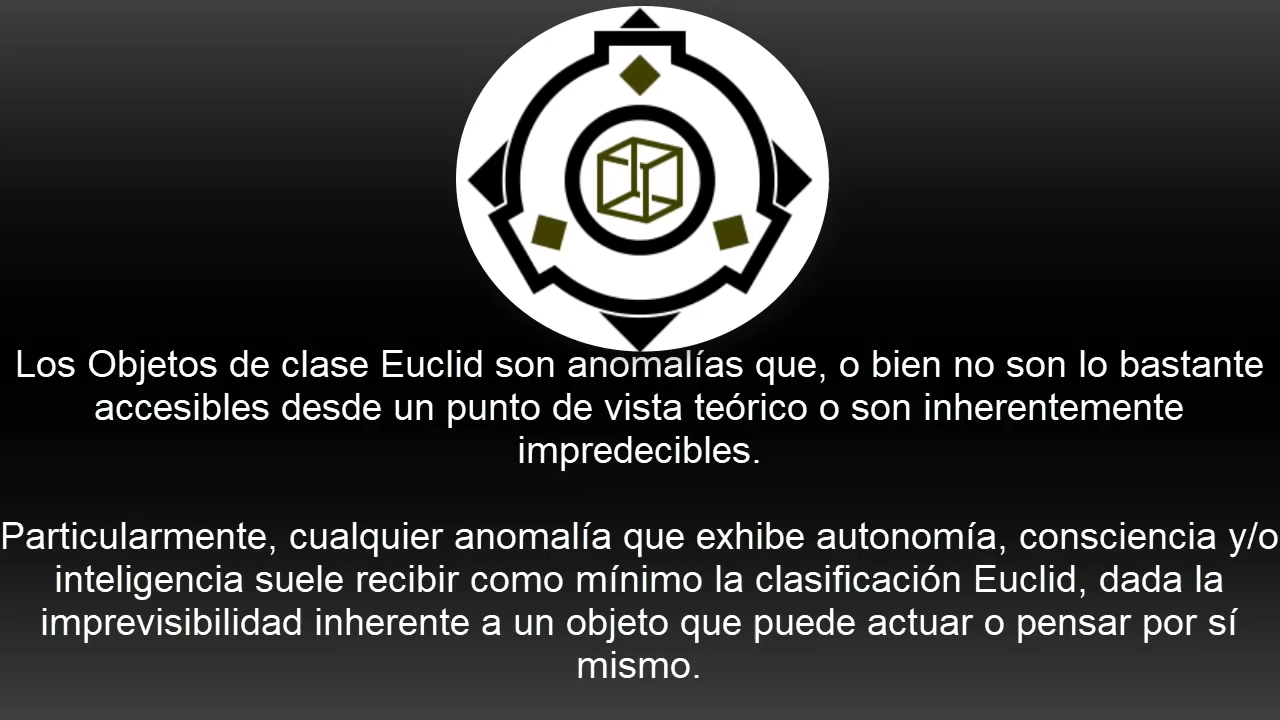 Los Objetos de clase Euclid son anomalías que, o bien no son lo bastante
accesibles desde un punto de vista teórico o son inherentemente
impredecibles.
Particularmente, cualquier anomalía que exhibe autonomía, consciencia y/o
inteligencia suele recibir como mínimo la clasificación Euclid, dada la
imprevisibilidad inherente a un objeto que puede actuar o pensar por sí
mismo.